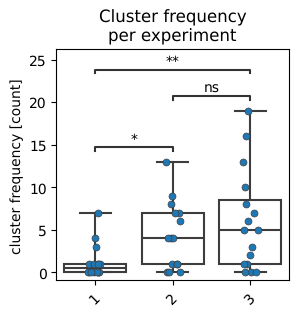 Cluster frequency
per experiment
cluster frequency [count]
25
20
15
10
5
0
**
ns
*
1
2
3